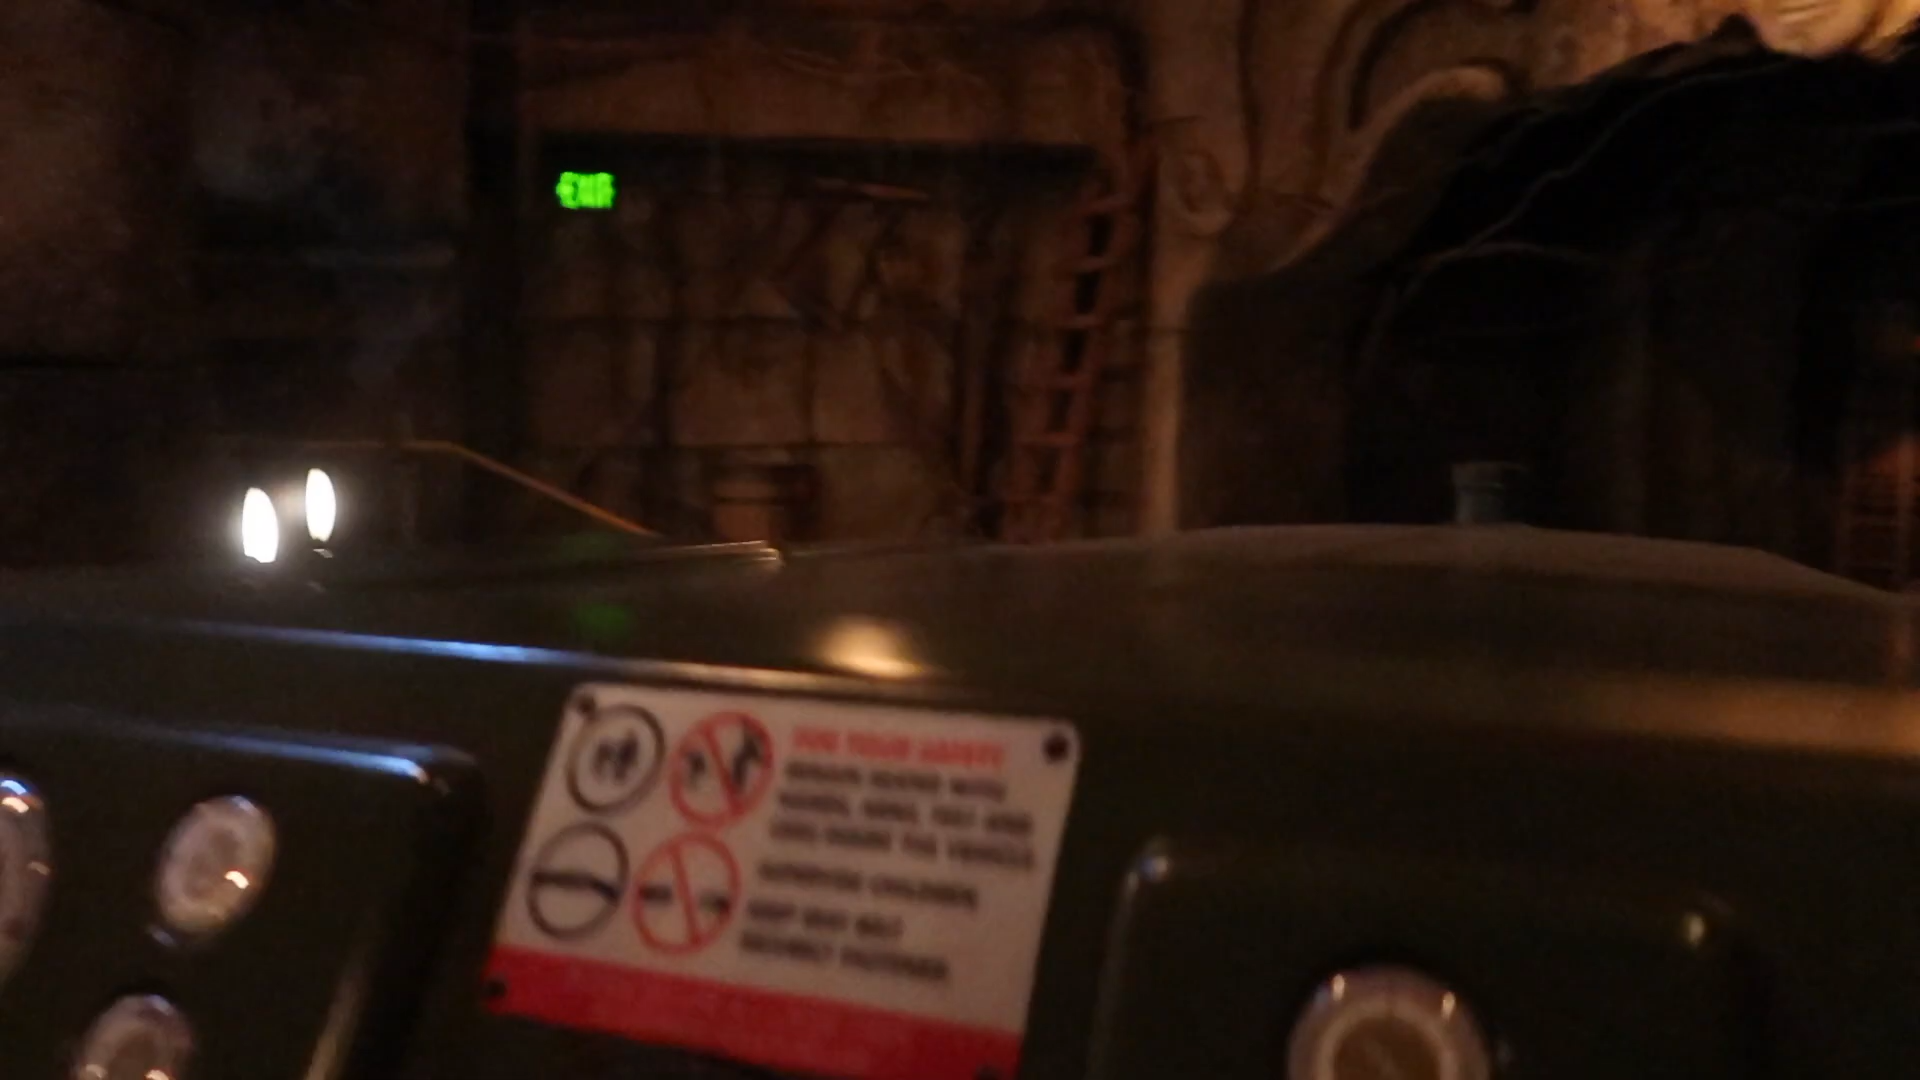 EXIT
FOR YOUR SAFETY
REMAIN SEATED WITH
HANDS, ARMS, FEET AND
LEGS INSIDE THE VEHICLE
SUPERVISE CHILDREN
KEEP SEAT BELT
SECURELY FASTENED